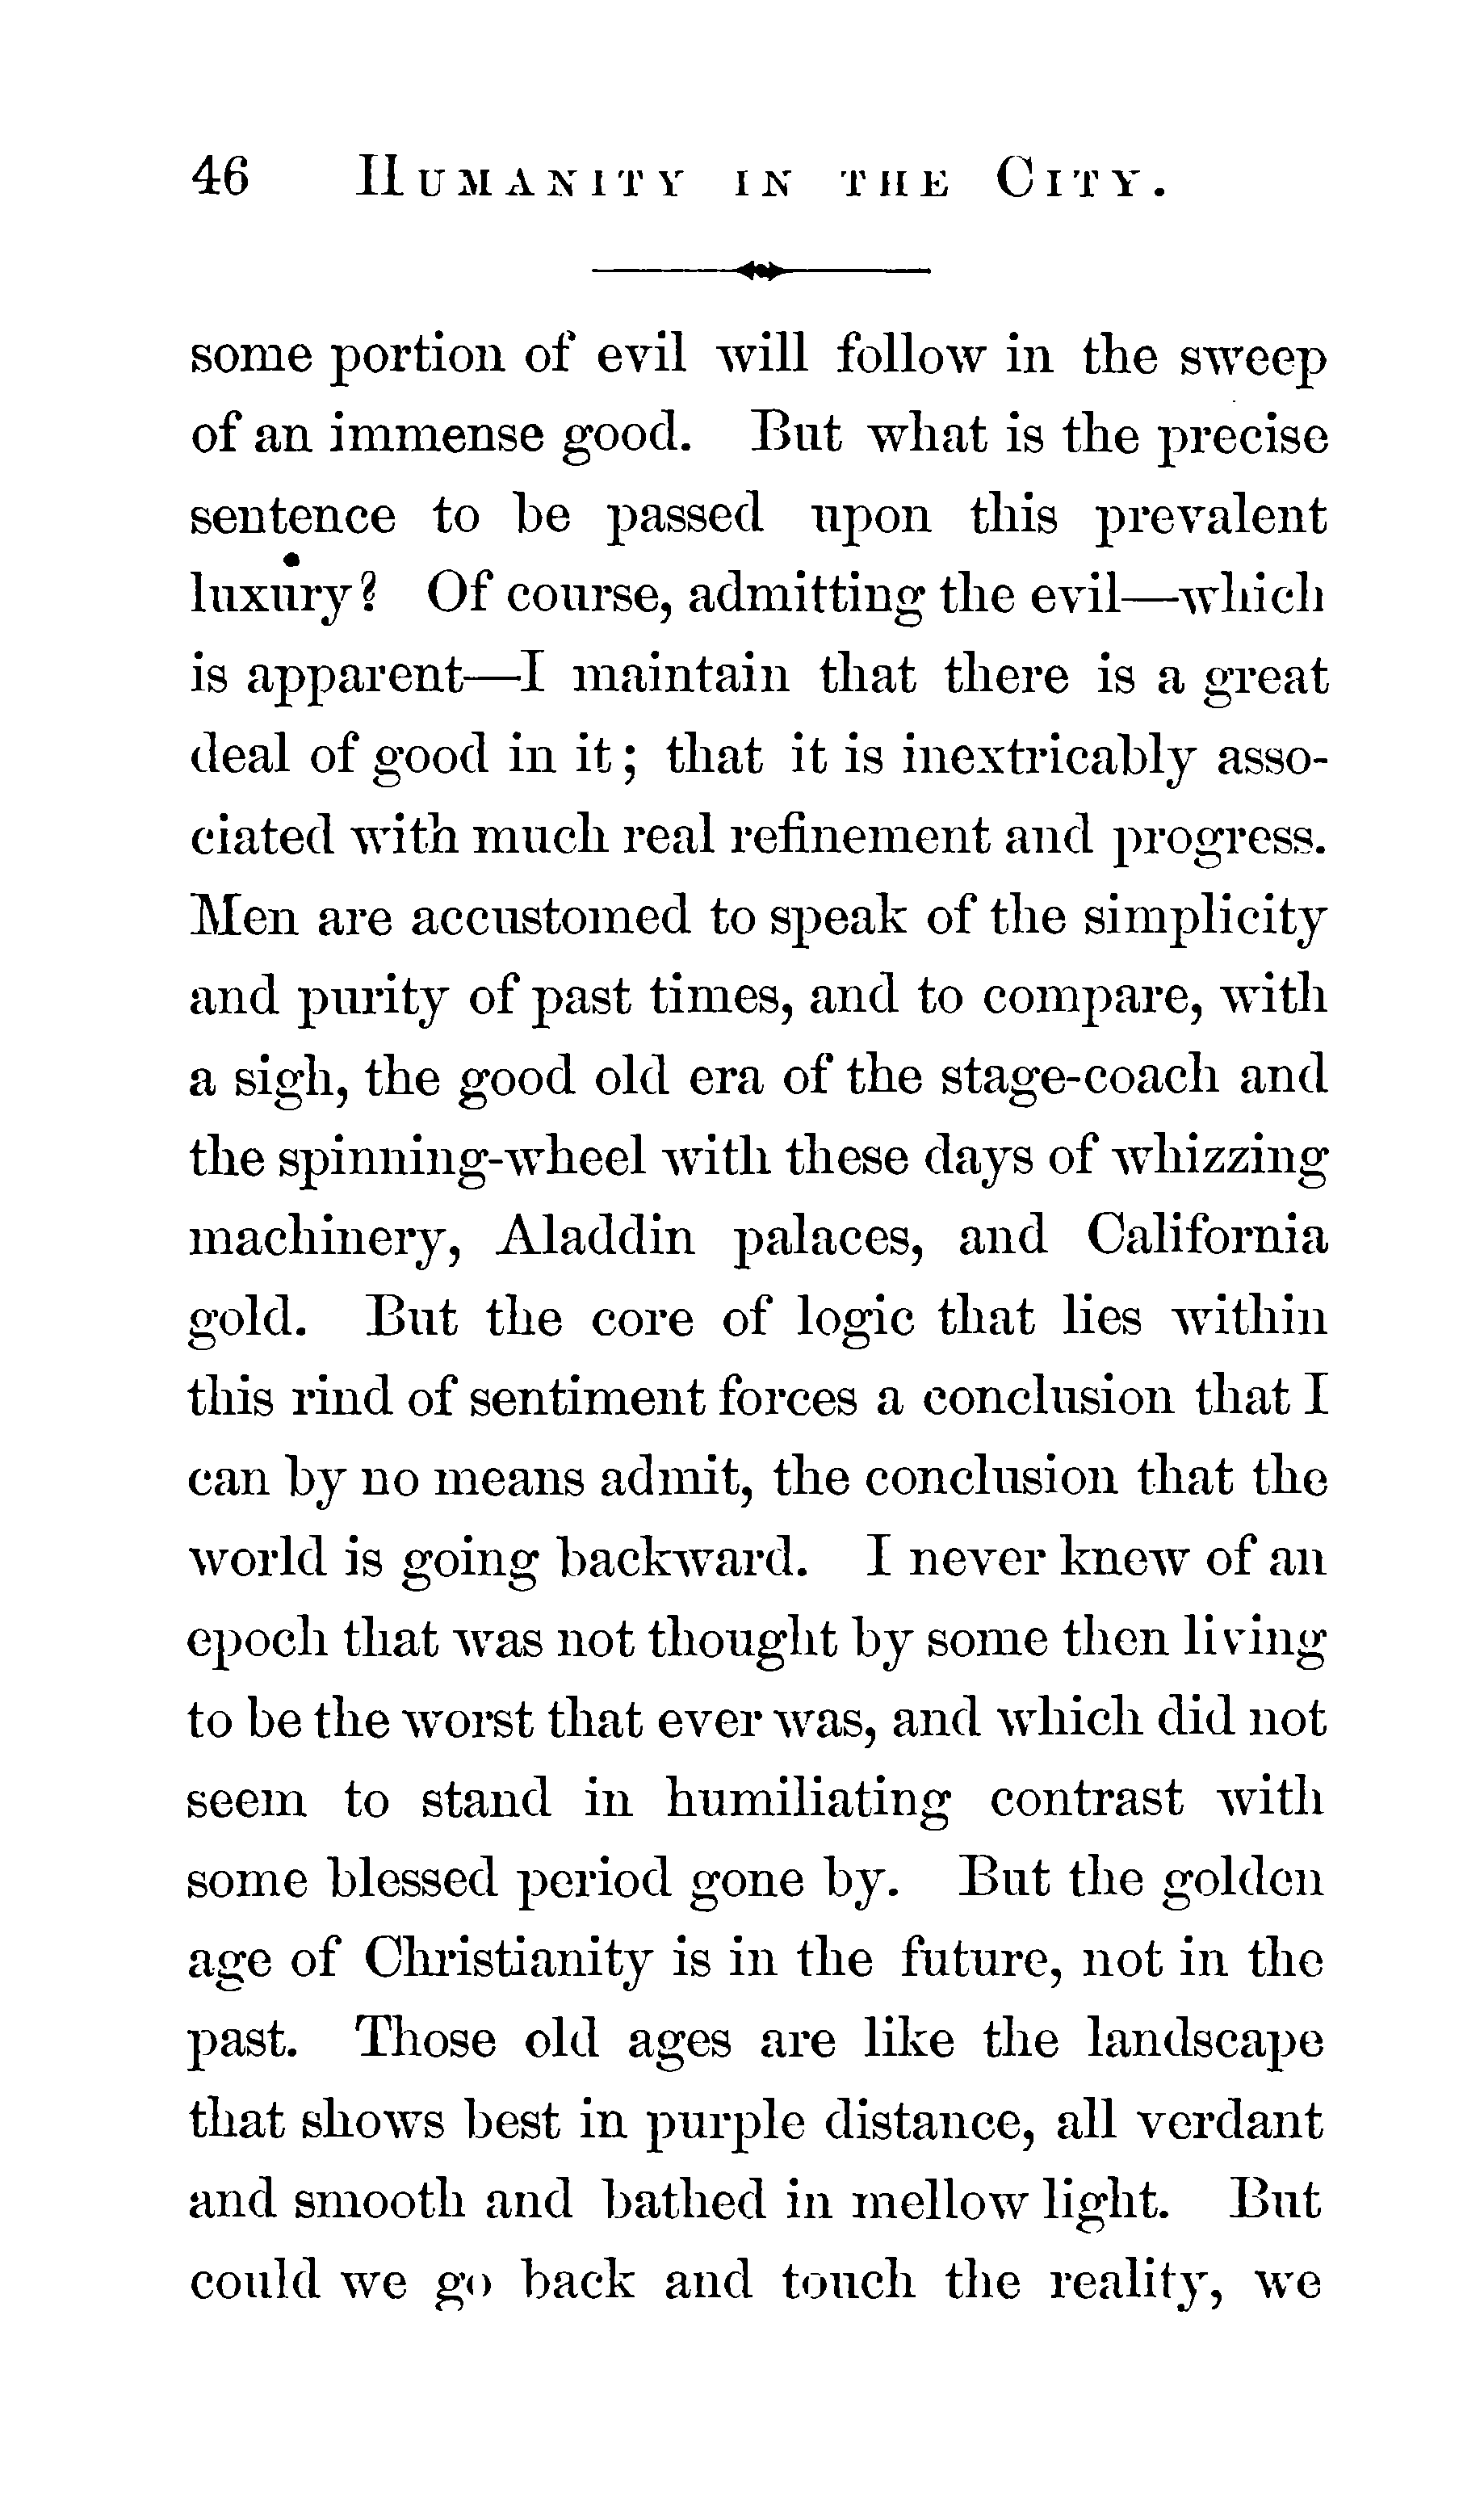 46 Humanity in the City.
some portion of evil will follow in the sweep
of an immense good. But what is the precise
sentence to be passed upon this prevalent
luxury? Of course, admitting the evil—which
is apparent—I maintain that there is a great
deal of good in it; that it is inextricably asso-
ciated with much real refinement and progress.
Men are accustomed to speak of the simplicity
and purity of past times, and to compare, with
a sigh, the good old era of the stage-coach and
the spinning-wheel with these days of whizzing
machinery, Aladdin palaces, and California
gold. But the core of logic that lies within
this rind of sentiment forces a conclusion that I
can by no means admit, the conclusion that the
world is going backward. I never knew of an
epoch that was not thought by some then living
to be the worst that ever was, and which did not
seem to stand in humiliating contrast with
some blessed period gone by. But the golden
age of Christianity is in the future, not in the
past. Those old ages are like the landscape
that shows best in purple distance, all verdant
and smooth and bathed in mellow light. But
could we go back and touch the reality, we